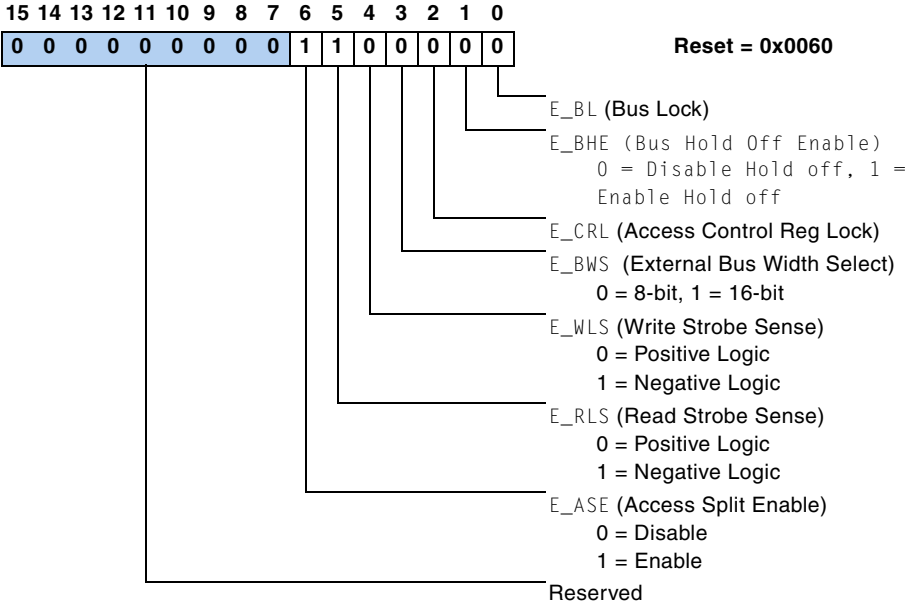 15 14 13 12 11 10 9 8 7 6 5 4 3 2 1 0
0 0 0 0 0 0 0 0 0 1 1 0 0 0 0 0 Reset = 0x0060
E_BL (Bus Lock)
E_BHE (Bus Hold Off Enable)
0 = Disable Hold off, 1 =
Enable Hold off
E_CRL (Access Control Reg Lock)
E_BWS (External Bus Width Select)
0 = 8-bit, 1 = 16-bit
E_WLS (Write Strobe Sense)
0 = Positive Logic
1 = Negative Logic
E_RLS (Read Strobe Sense)
0 = Positive Logic
1 = Negative Logic
E_ASE (Access Split Enable)
0 = Disable
1 = Enable
Reserved